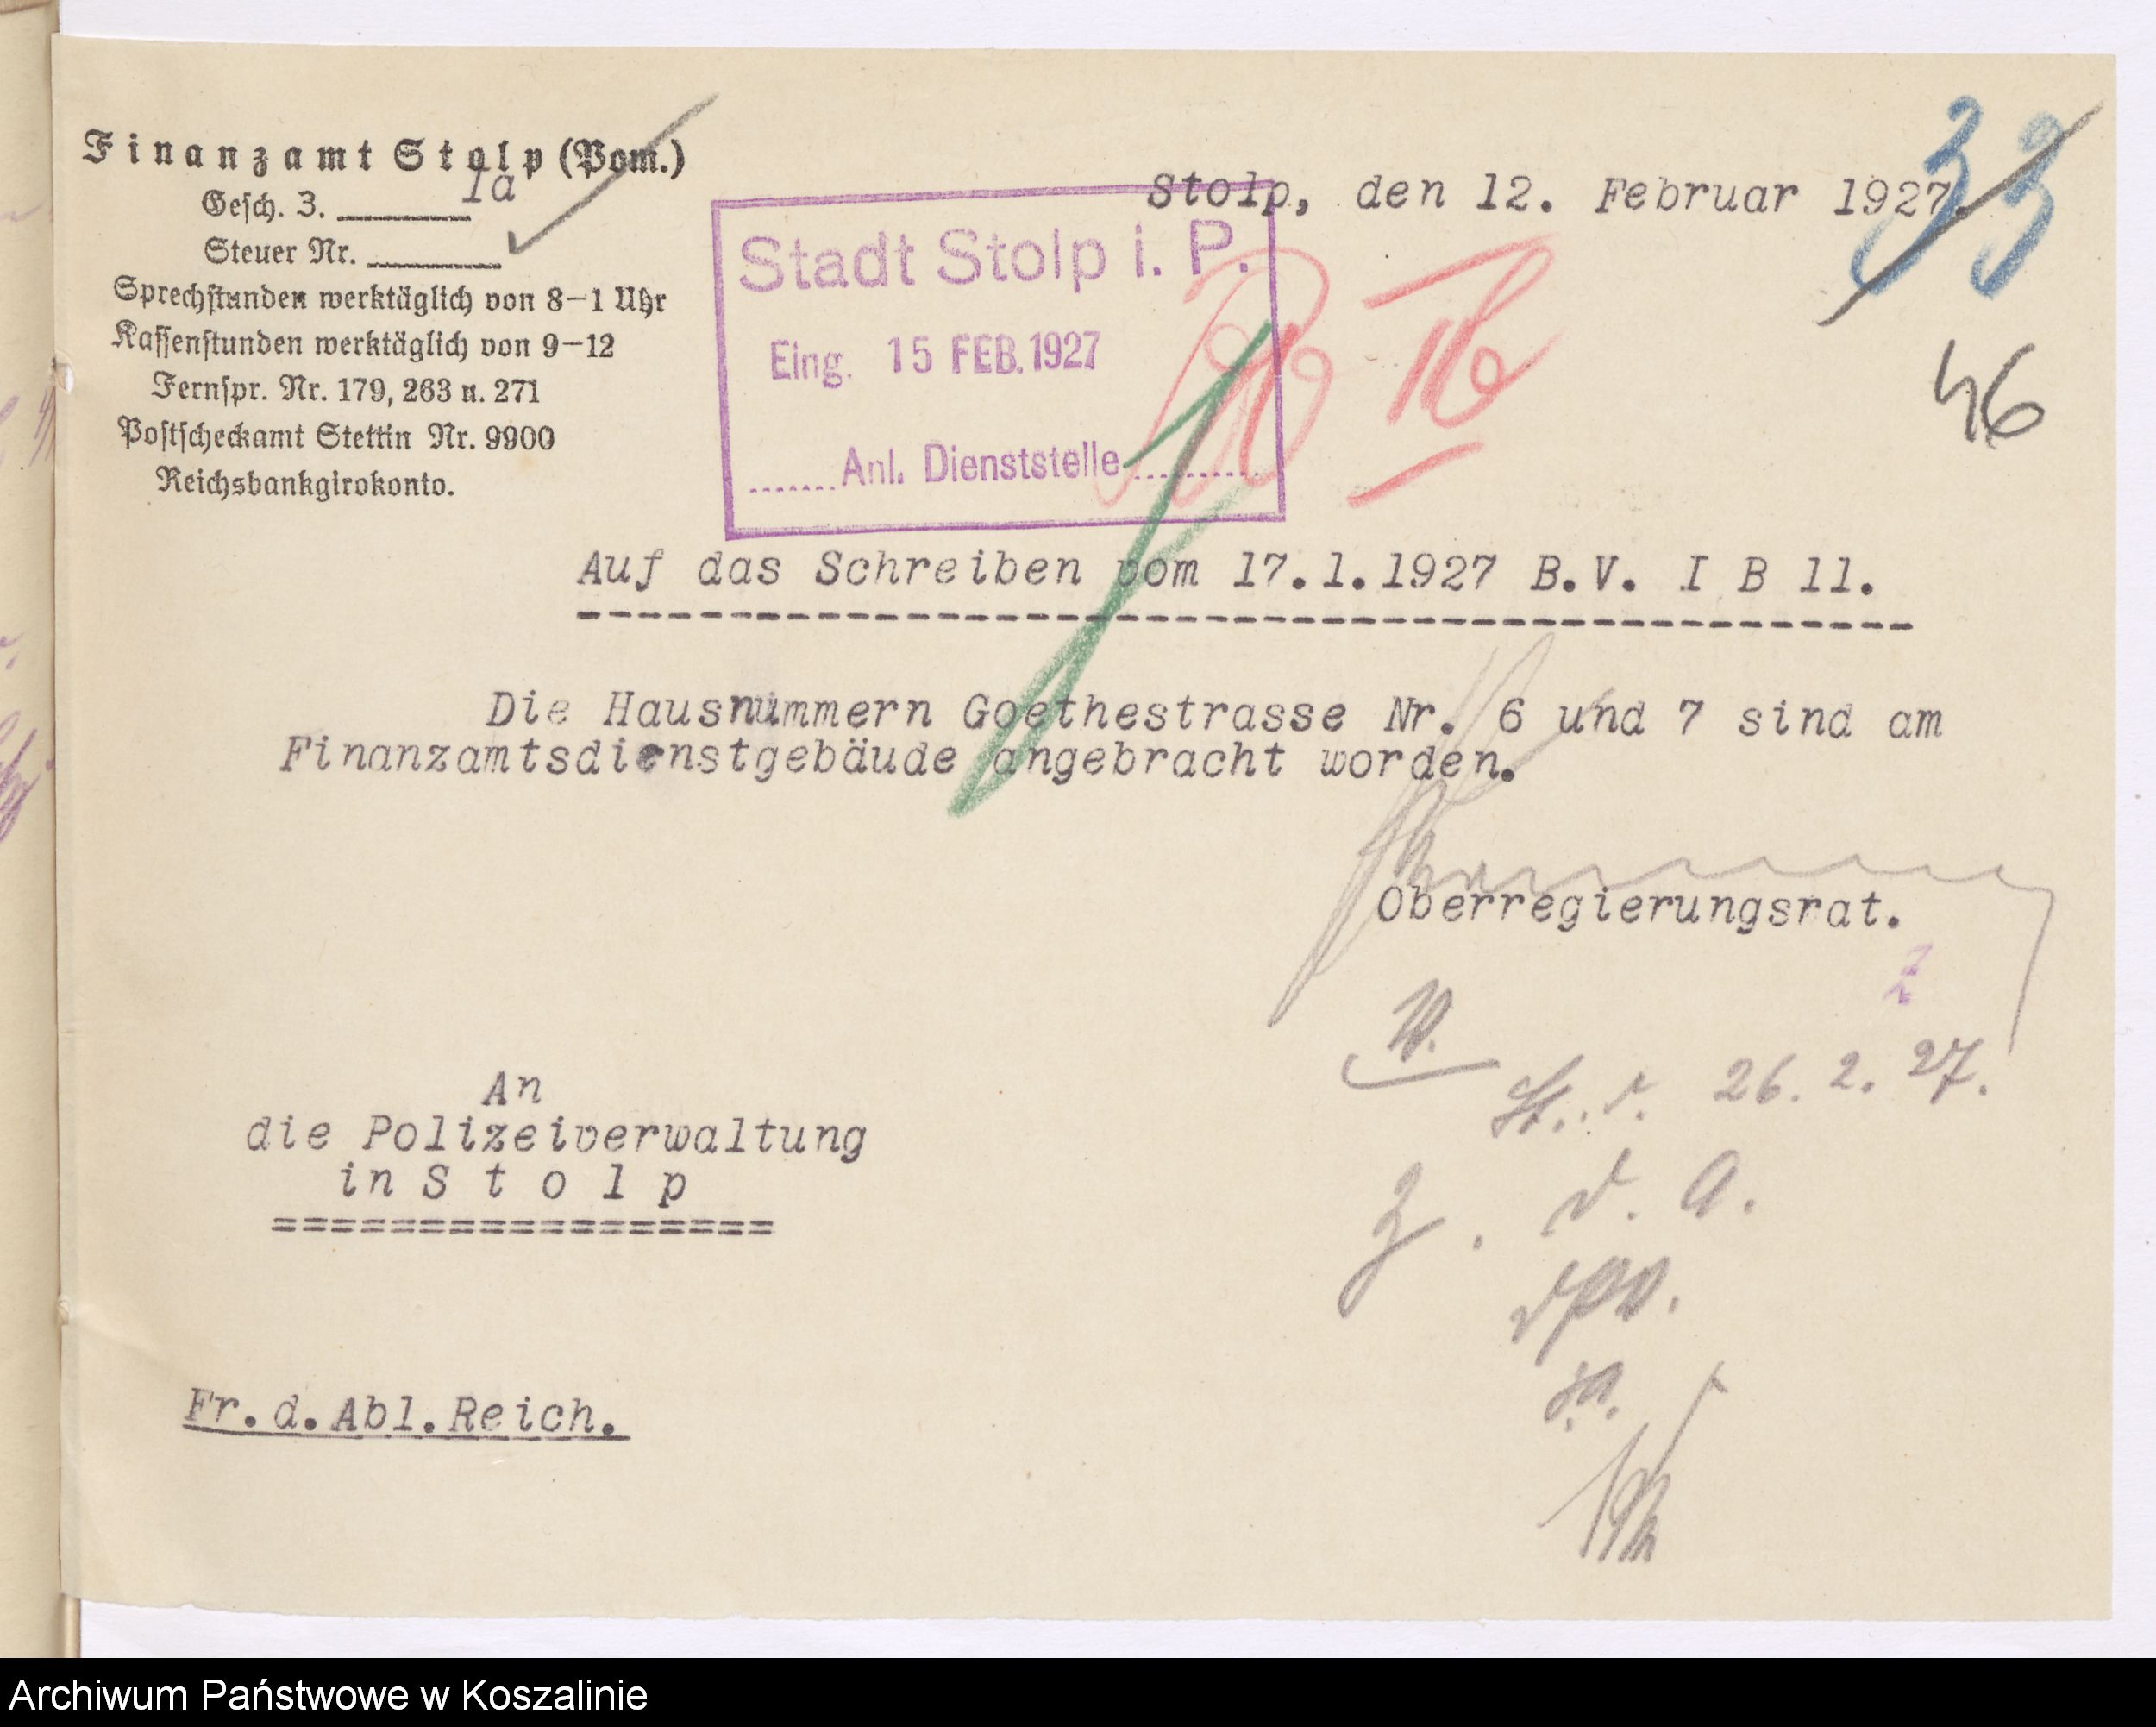 Finanzamt Stolp (Pom.)
Gesch. Z. 1a
Steuer Nr.
Sprechstunden werktäglich von 8–1 Uhr
Kassenstunden werktäglich von 9–12
Fernspr. Nr. 179, 263 u. 271
Postscheckamt Stettin Nr. 9900
Reichsbankgirokonto.
Stolp, den 12. Februar 1927.
33
46
Stadt Stolp i. P.
Eing. 15 FEB. 1927
Anl. Dienststelle
Auf das Schreiben vom 17.1.1927 B.V. I B 11.
Die Hausnummern Goethestrasse Nr. 6 und 7 sind am
Finanzamtsdienstgebäude angebracht worden.
Oberregierungsrat.
26. 2. 27.
z. d. A.
An
die Polizeiverwaltung
in S t o l p
==================
Fr.d.Abl.Reich.
Archiwum Państwowe w Koszalinie